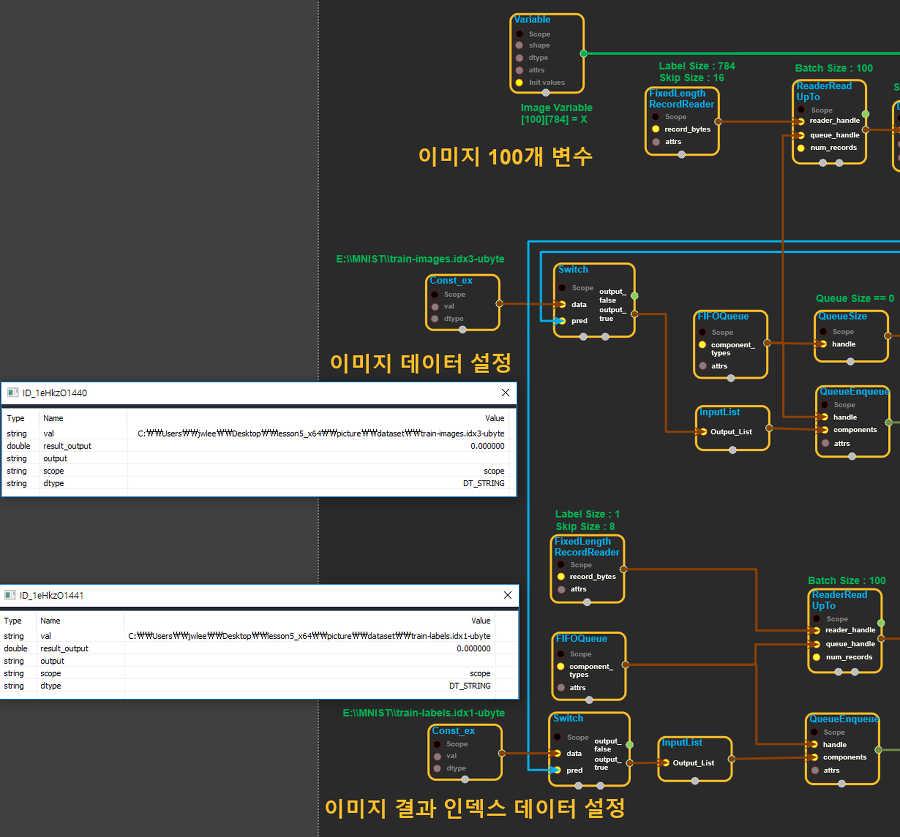 Variable
Scope
shape
dtype
attrs
Init values
Image Variable
[100][784] = X
이미지 100개 변수
Label Size : 784
Skip Size : 16
FixedLength
RecordReader
Scope
record_bytes
attrs
Batch Size : 100
ReaderRead
UpTo
Scope
reader_handle
queue_handle
num_records
E:\\MNIST\\train-images.idx3-ubyte
Const_ex
Scope
val
dtype
이미지 데이터 설정
Switch
Scope
output_
false
data
output_
true
pred
FIFOQueue
Scope
component_
types
attrs
Queue Size == 0
QueueSize
Scope
handle
InputList
Output_List
QueueEnqueue
Scope
handle
components
attrs
ID_1eHkzO1440
Type Name Value
string val C:₩₩Users₩₩jwlee₩₩Desktop₩₩lesson5_x64₩₩picture₩₩dataset₩₩train-images.idx3-ubyte
double result_output 0.000000
string output
string scope scope
string dtype DT_STRING
Label Size : 1
Skip Size : 8
FixedLength
RecordReader
Scope
record_bytes
attrs
Batch Size : 100
ReaderRead
UpTo
Scope
reader_handle
queue_handle
num_records
ID_1eHkzO1441
Type Name Value
string val C:₩₩Users₩₩jwlee₩₩Desktop₩₩lesson5_x64₩₩picture₩₩dataset₩₩train-labels.idx1-ubyte
double result_output 0.000000
string output
string scope scope
string dtype DT_STRING
FIFOQueue
Scope
component_
types
attrs
E:\\MNIST\\train-labels.idx1-ubyte
Const_ex
Scope
val
dtype
Switch
Scope
output_
false
data
output_
true
pred
InputList
Output_List
QueueEnqueue
Scope
handle
components
attrs
이미지 결과 인덱스 데이터 설정